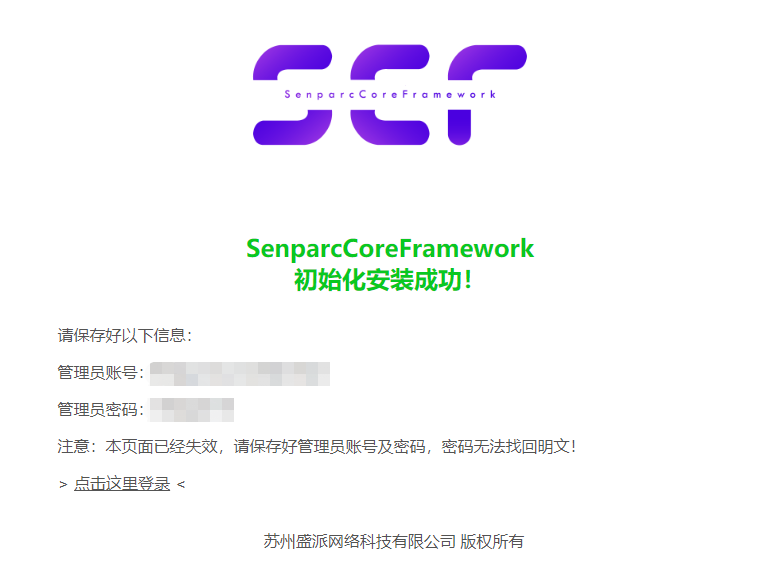 SCF
SenparcCoreFramework
SenparcCoreFramework
初始化安装成功！
请保存好以下信息：
管理员账号：
管理员密码：
注意：本页面已经失效，请保存好管理员账号及密码，密码无法找回明文！
> 点击这里登录 <
苏州盛派网络科技有限公司 版权所有